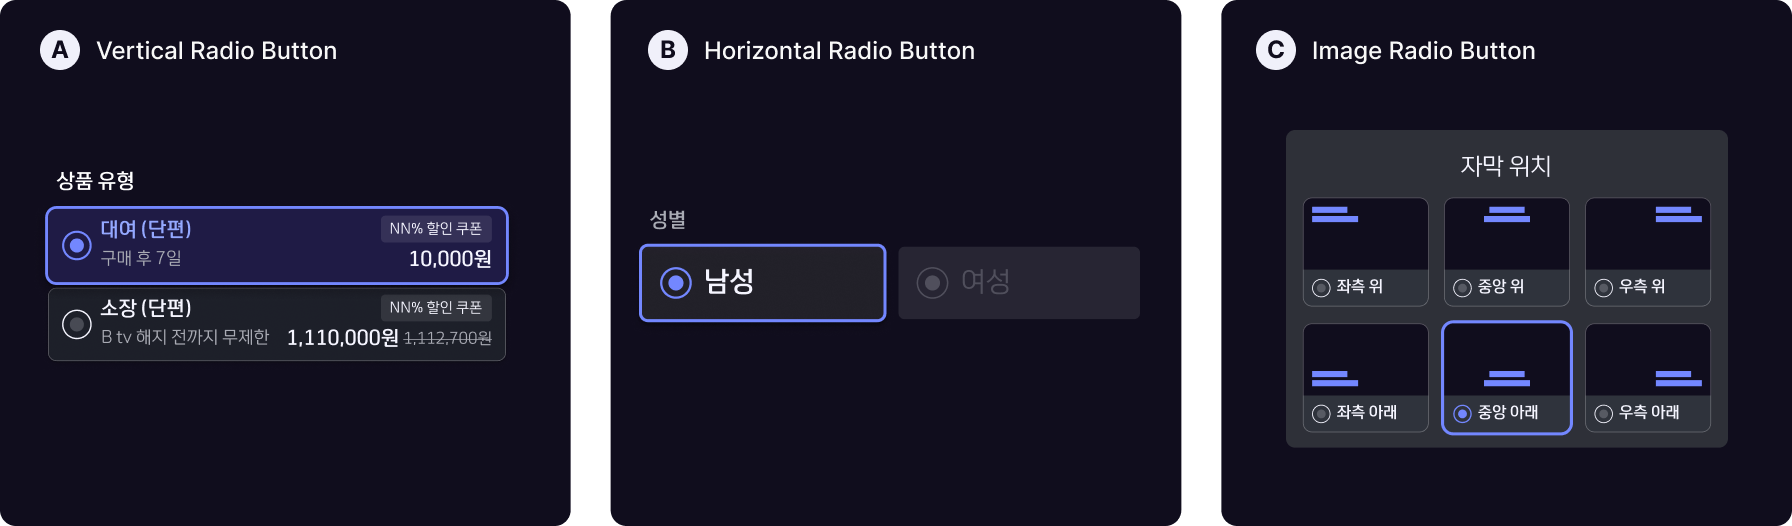 A Vertical Radio Button
상품 유형
대여 (단편) NN% 할인 쿠폰
구매 후 7일 10,000원
소장 (단편) NN% 할인 쿠폰
B tv 해지 전까지 무제한 1,110,000원 1,112,700원
B Horizontal Radio Button
성별
남성 여성
C Image Radio Button
자막 위치
좌측 위 중앙 위 우측 위
좌측 아래 중앙 아래 우측 아래